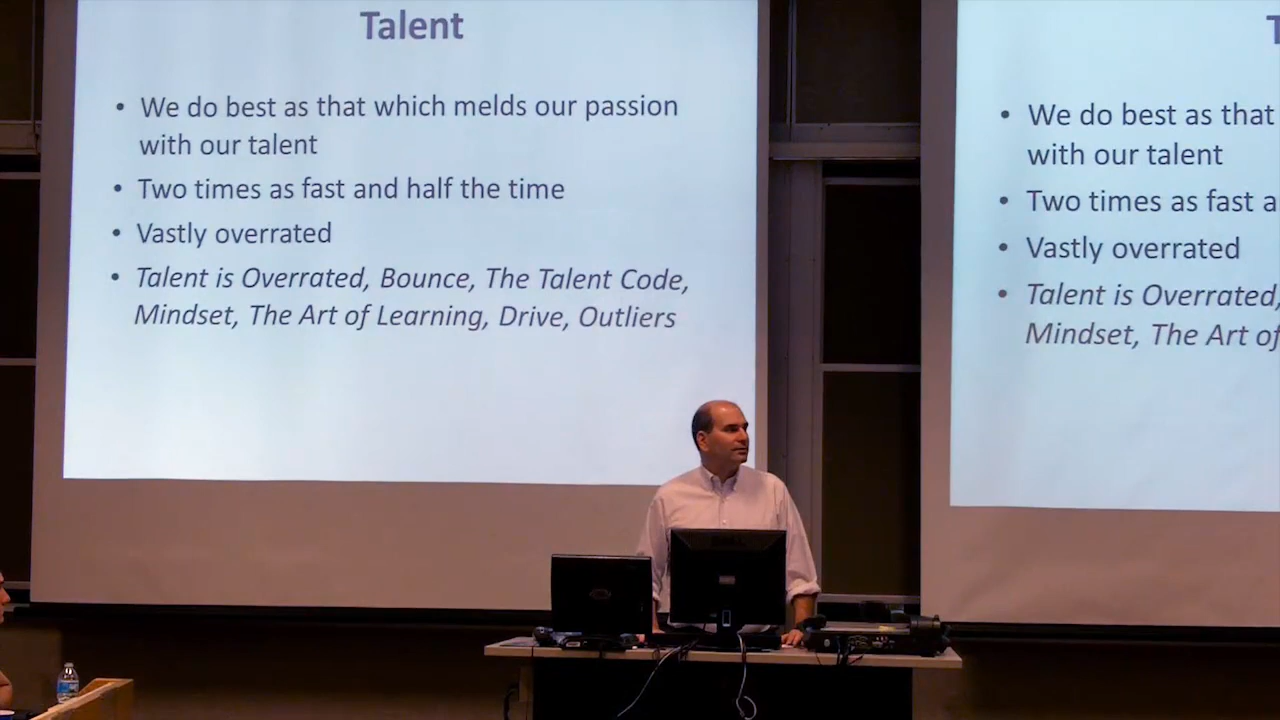 Talent
• We do best as that which melds our passion
with our talent
• Two times as fast and half the time
• Vastly overrated
• Talent is Overrated, Bounce, The Talent Code,
Mindset, The Art of Learning, Drive, Outliers
T
• We do best as that
with our talent
• Two times as fast a
• Vastly overrated
• Talent is Overrated,
Mindset, The Art of